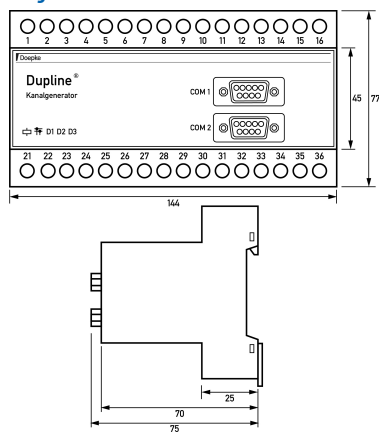 1 2 3 4 5 6 7 8 9 10 11 12 13 14 15 16
Doepke
Dupline®
Kanalgenerator
COM 1
COM 2
D1 D2 D3
21 22 23 24 25 26 27 28 29 30 31 32 33 34 35 36
45
77
144
25
70
75